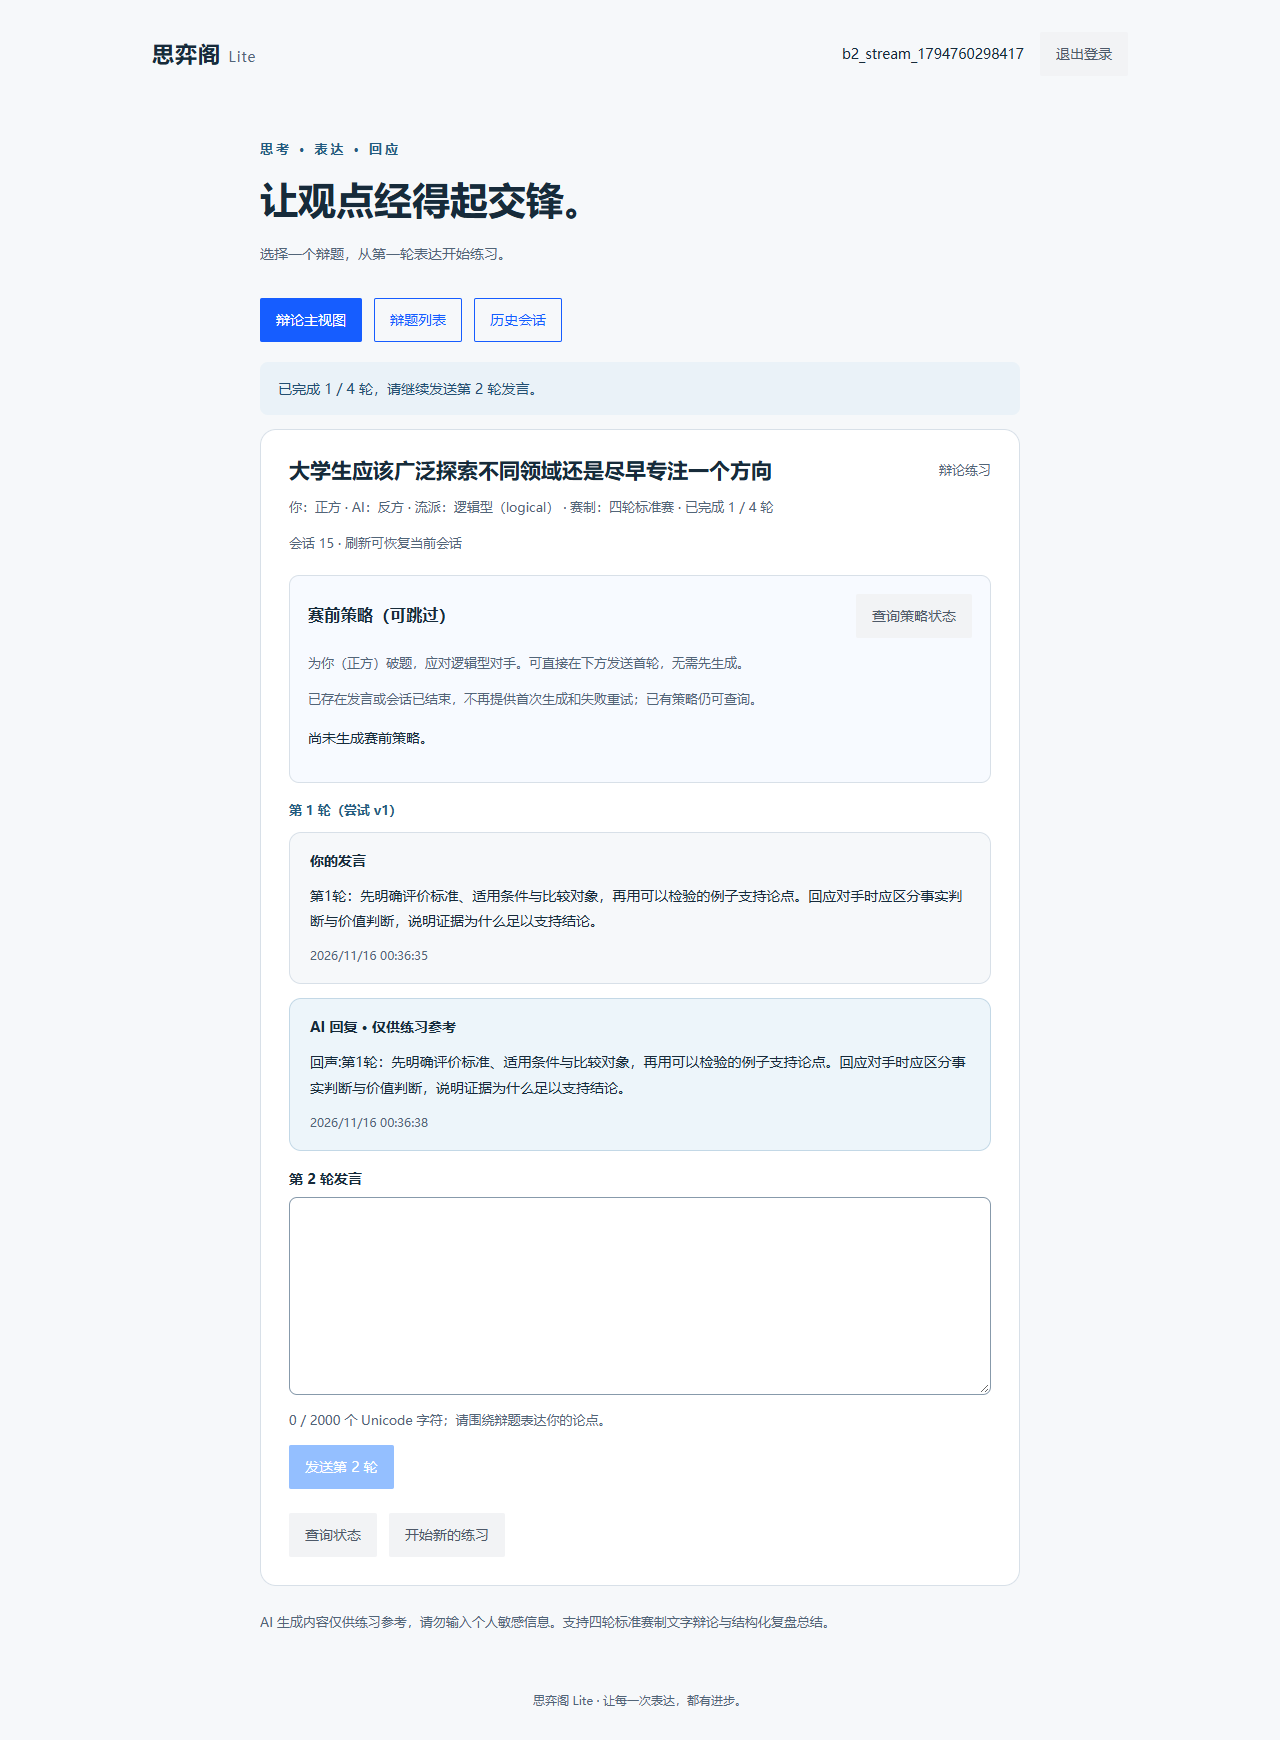 思弈阁 Lite
b2_stream_1794760298417
退出登录
思考 • 表达 • 回应
让观点经得起交锋。
选择一个辩题，从第一轮表达开始练习。
辩论主视图
辩题列表
历史会话
已完成 1 / 4 轮，请继续发送第 2 轮发言。
大学生应该广泛探索不同领域还是尽早专注一个方向
辩论练习
你：正方 · AI：反方 · 流派：逻辑型（logical） · 赛制：四轮标准赛 · 已完成 1 / 4 轮
会话 15 · 刷新可恢复当前会话
赛前策略（可跳过）
查询策略状态
为你（正方）破题，应对逻辑型对手。可直接在下方发送首轮，无需先生成。
已存在发言或会话已结束，不再提供首次生成和失败重试；已有策略仍可查询。
尚未生成赛前策略。
第 1 轮（尝试 v1）
你的发言
第1轮：先明确评价标准、适用条件与比较对象，再用可以检验的例子支持论点。回应对手时应区分事实判
断与价值判断，说明证据为什么足以支持结论。
2026/11/16 00:36:35
AI 回复 • 仅供练习参考
回声:第1轮：先明确评价标准、适用条件与比较对象，再用可以检验的例子支持论点。回应对手时应区分事
实判断与价值判断，说明证据为什么足以支持结论。
2026/11/16 00:36:38
第 2 轮发言
0 / 2000 个 Unicode 字符；请围绕辩题表达你的论点。
发送第 2 轮
查询状态
开始新的练习
AI 生成内容仅供练习参考，请勿输入个人敏感信息。支持四轮标准赛制文字辩论与结构化复盘总结。
思弈阁 Lite · 让每一次表达，都有进步。